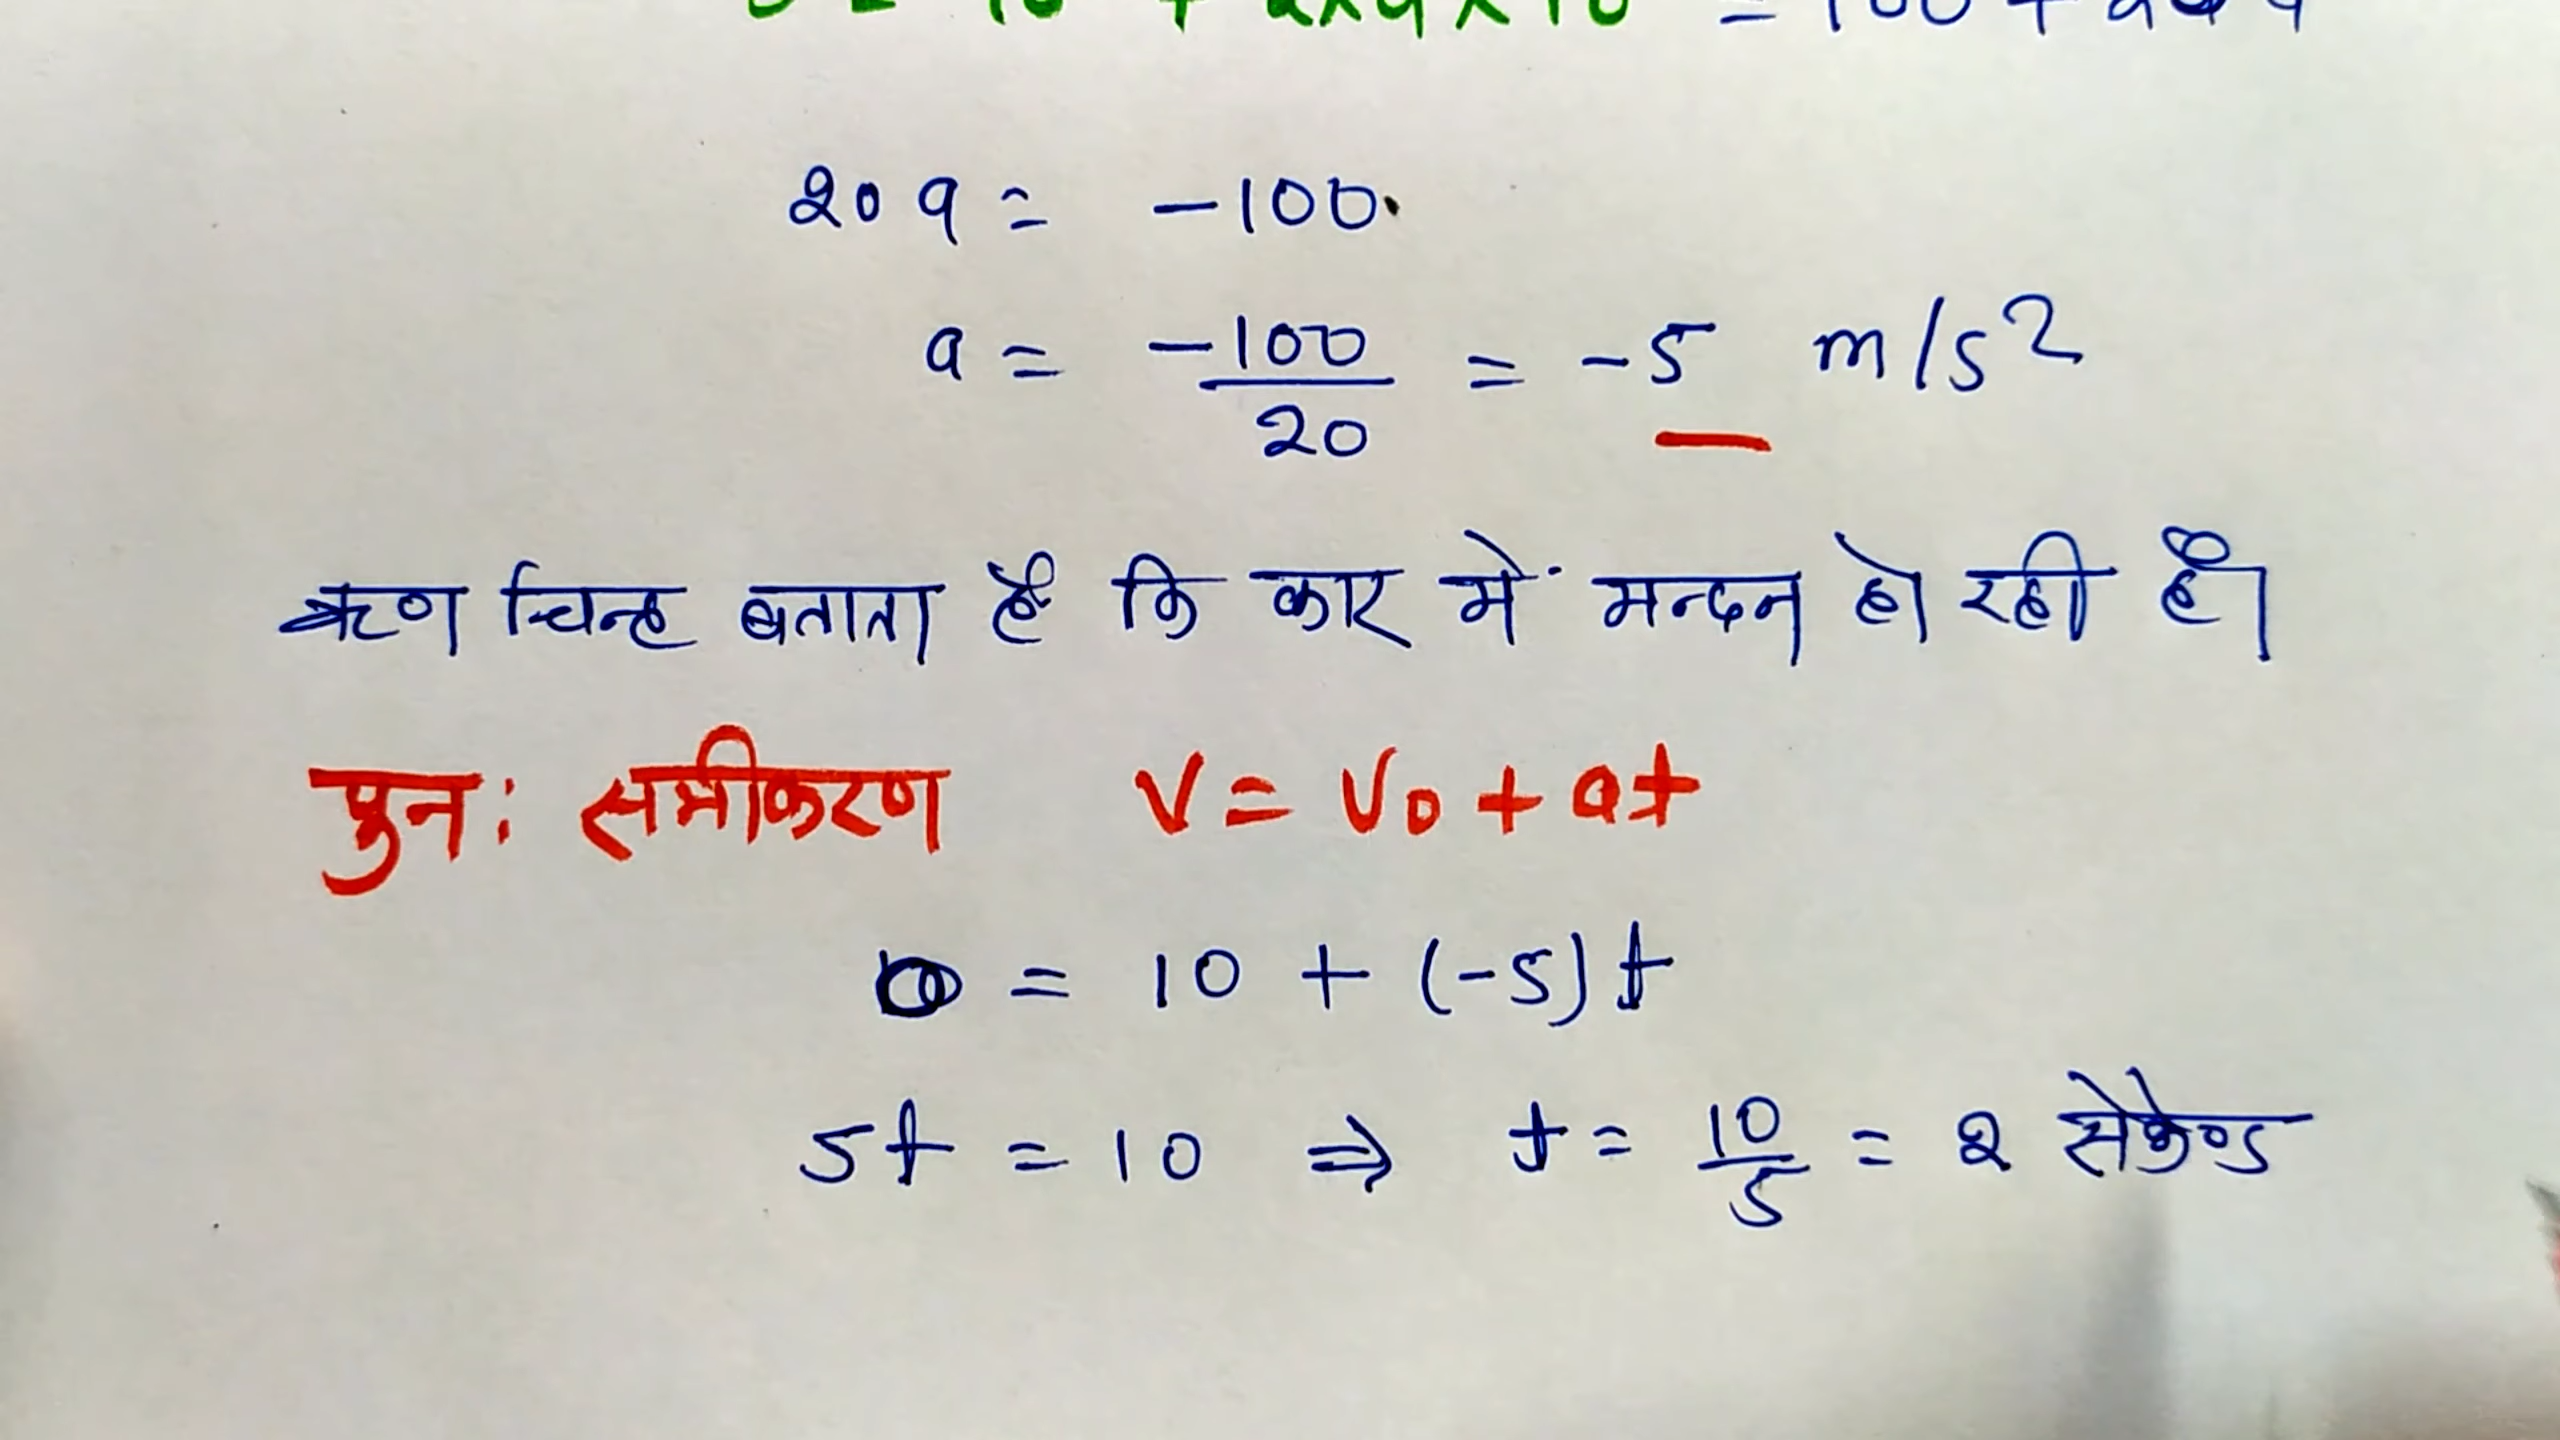 20a = -100
a = -100/20 = -5 m/s²
ऋण चिन्ह बताता है कि कार में मन्दन हो रही है।
पुनः समीकरण V = V₀ + at
0 = 10 + (-5)t
5t = 10 ⇒ t = 10/5 = 2 सेकेण्ड